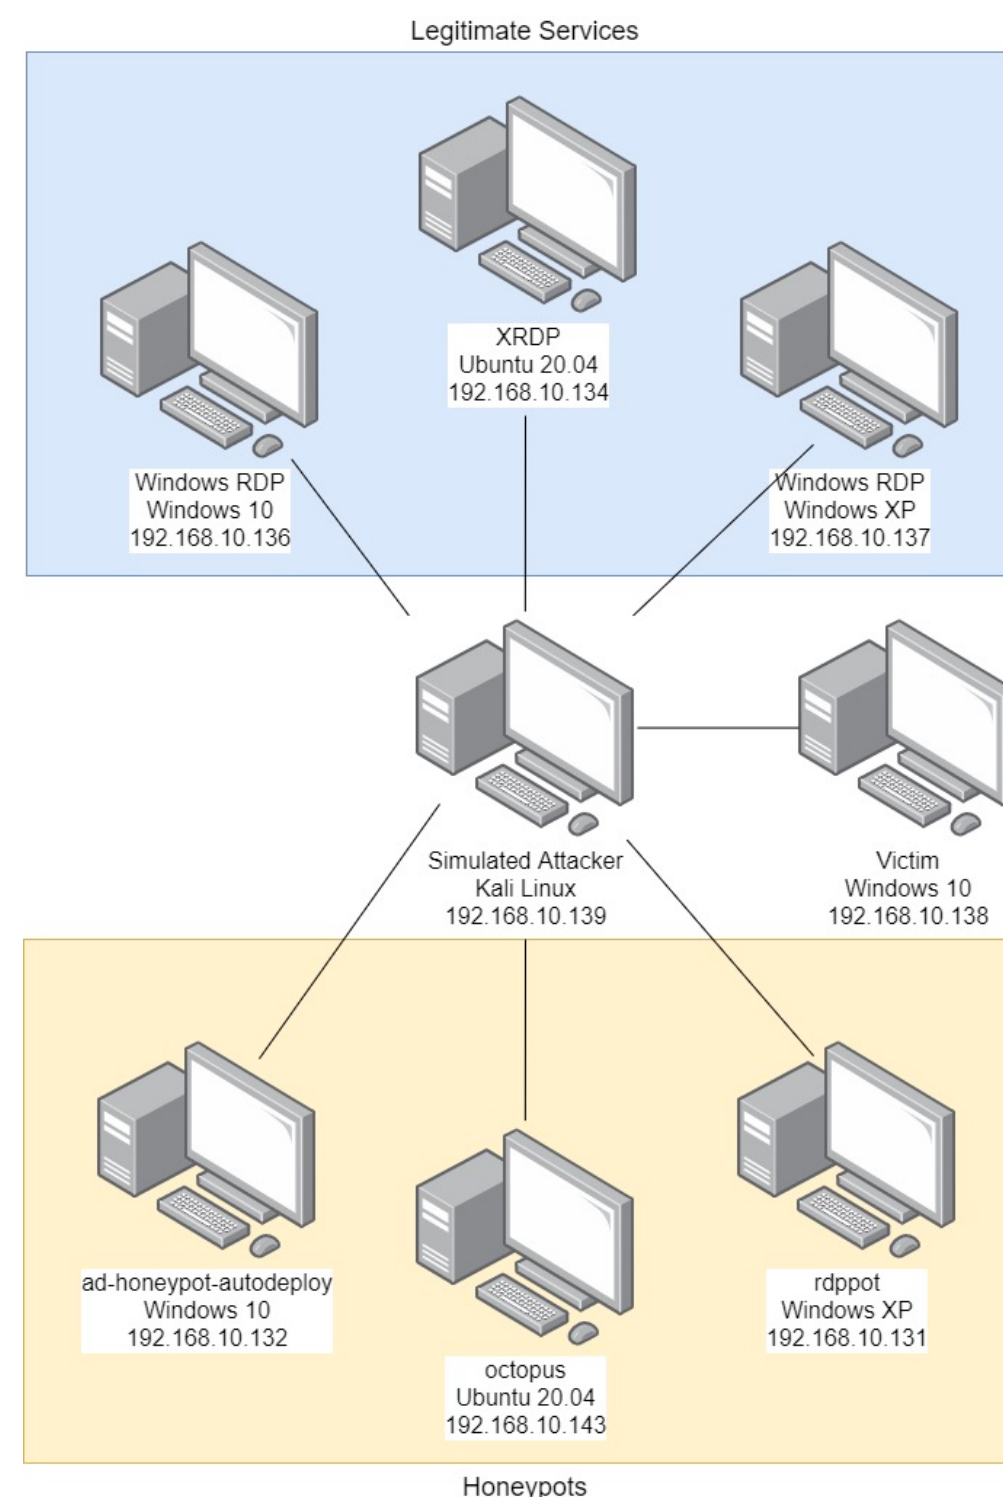 Legitimate Services
XRDP
Ubuntu 20.04
192.168.10.134
Windows RDP
Windows 10
192.168.10.136
Windows RDP
Windows XP
192.168.10.137
Simulated Attacker
Kali Linux
192.168.10.139
Victim
Windows 10
192.168.10.138
ad-honeypot-autodeploy
Windows 10
192.168.10.132
octopus
Ubuntu 20.04
192.168.10.143
rdppot
Windows XP
192.168.10.131
Honeypots